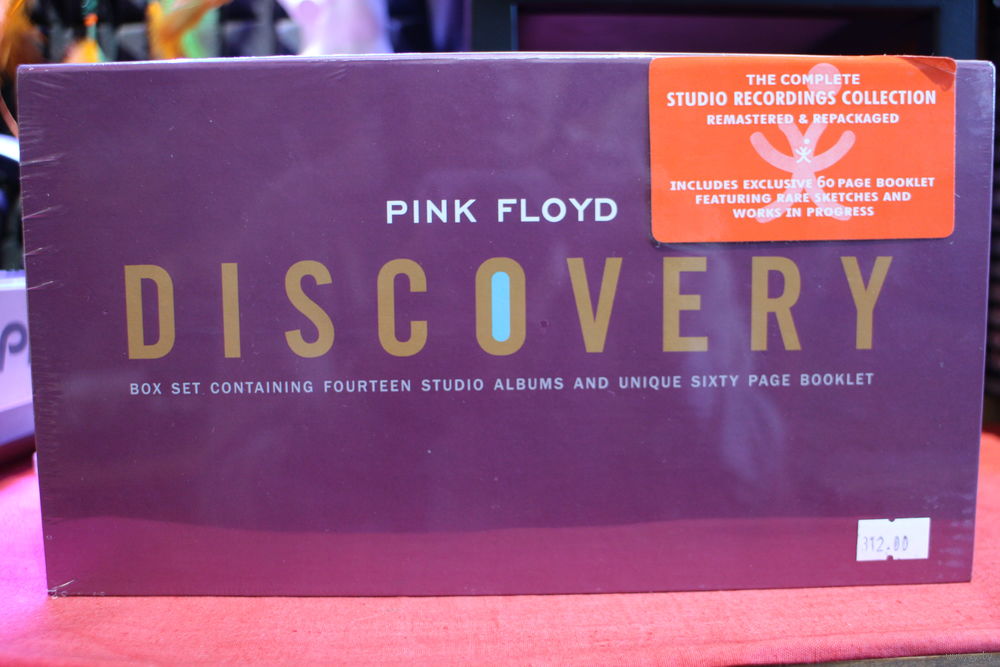 THE COMPLETE
STUDIO RECORDINGS COLLECTION
REMASTERED & REPACKAGED
INCLUDES EXCLUSIVE 60 PAGE BOOKLET
FEATURING RARE SKETCHES AND
WORKS IN PROGRESS
PINK FLOYD
DISCOVERY
BOX SET CONTAINING FOURTEEN STUDIO ALBUMS AND UNIQUE SIXTY PAGE BOOKLET
312.00